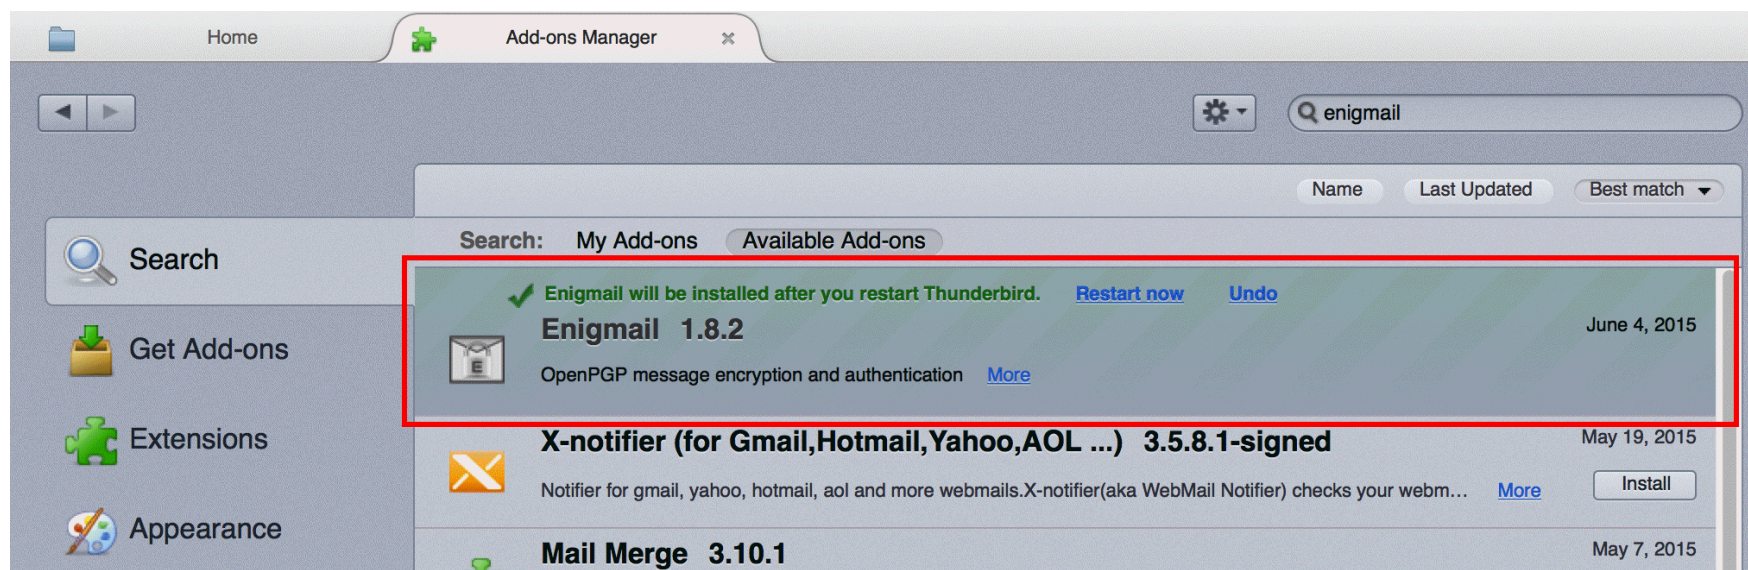 Home
Add-ons Manager
enigmail
Name
Last Updated
Best match
Search
Search:
My Add-ons
Available Add-ons
Enigmail will be installed after you restart Thunderbird.
Restart now
Undo
Enigmail 1.8.2
June 4, 2015
E
OpenPGP message encryption and authentication
More
Get Add-ons
Extensions
Appearance
X-notifier (for Gmail,Hotmail,Yahoo,AOL ...) 3.5.8.1-signed
May 19, 2015
Notifier for gmail, yahoo, hotmail, aol and more webmails.X-notifier(aka WebMail Notifier) checks your webm...
More
Install
Mail Merge 3.10.1
May 7, 2015